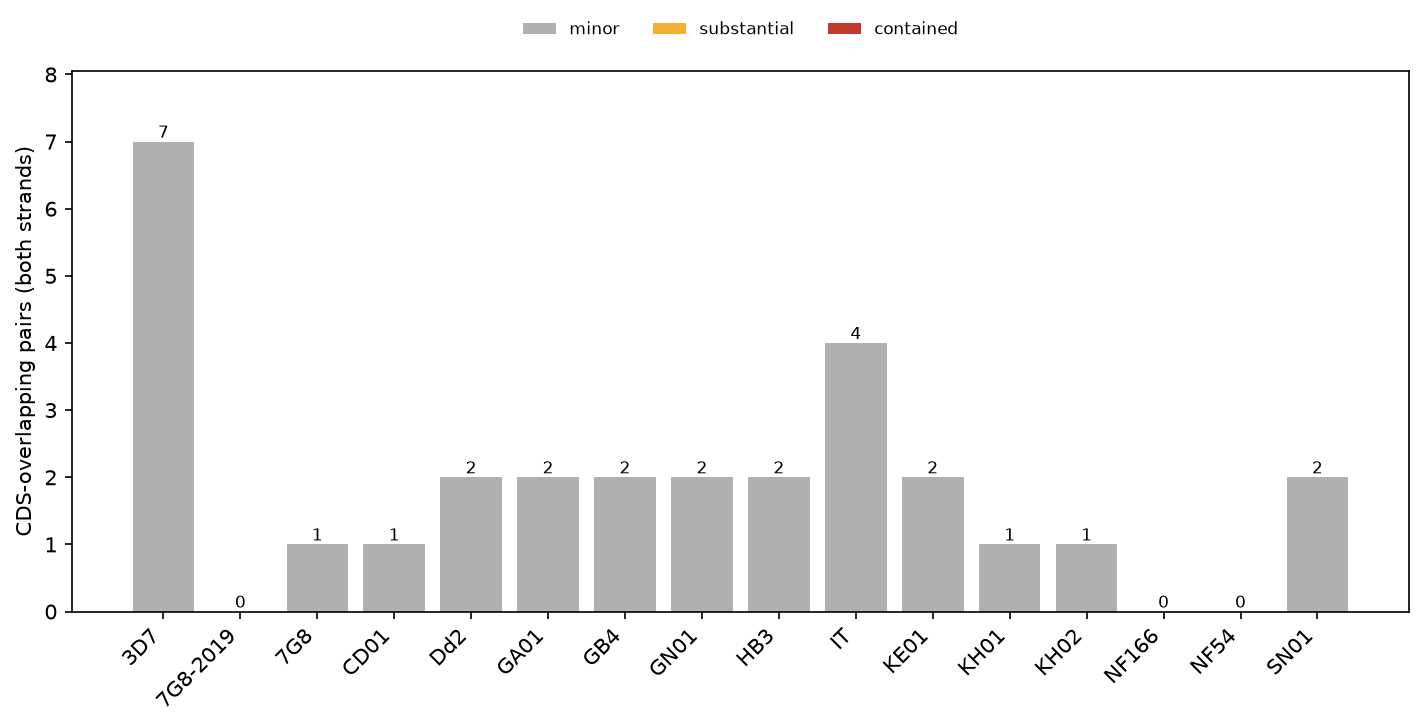 minor substantial contained
CDS-overlapping pairs (both strands)
8
7
6
5
4
3
2
1
0
7 0 1 1 2 2 2 2 2 4 2 1 1 0 0 2
3D7 7G8-2019 7G8 CD01 Dd2 GA01 GB4 GN01 HB3 IT KE01 KH01 KH02 NF166 NF54 SN01